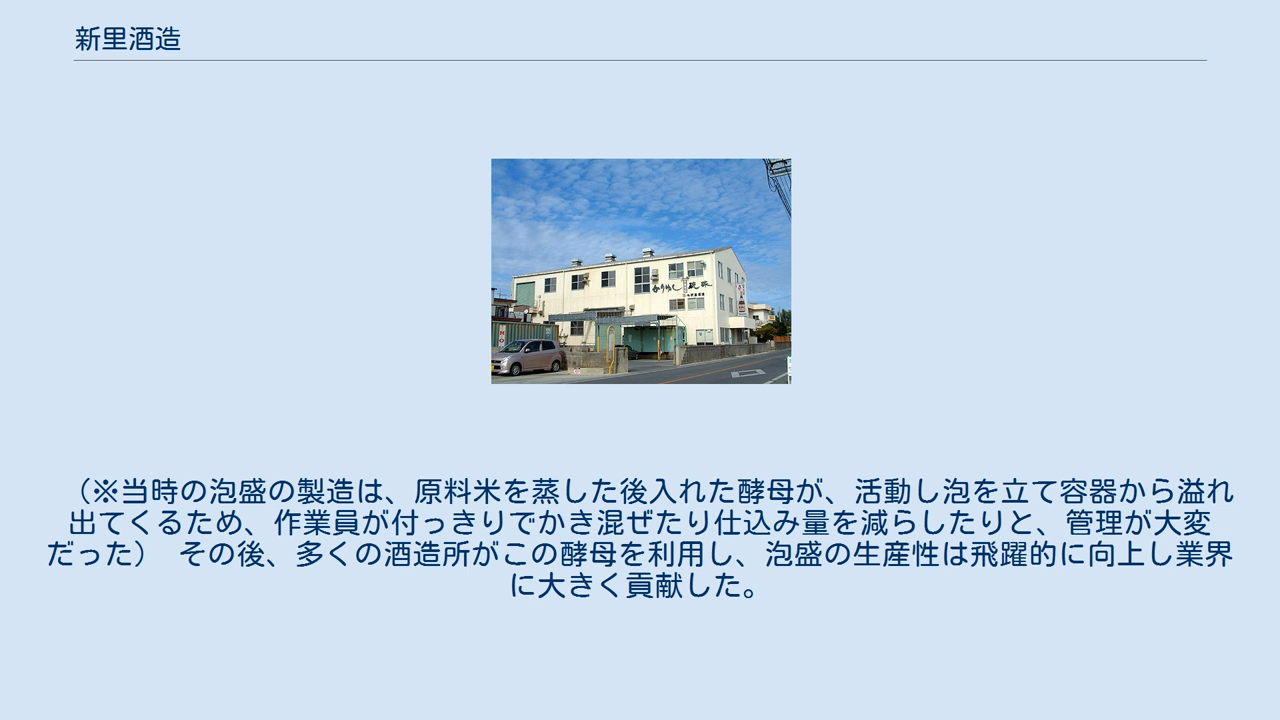 新里酒造
かりゆし
琉球
（※当時の泡盛の製造は、原料米を蒸した後入れた酵母が、活動し泡を立て容器から溢れ
出てくるため、作業員が付っきりでかき混ぜたり仕込み量を減らしたりと、管理が大変
だった） その後、多くの酒造所がこの酵母を利用し、泡盛の生産性は飛躍的に向上し業界
に大きく貢献した。